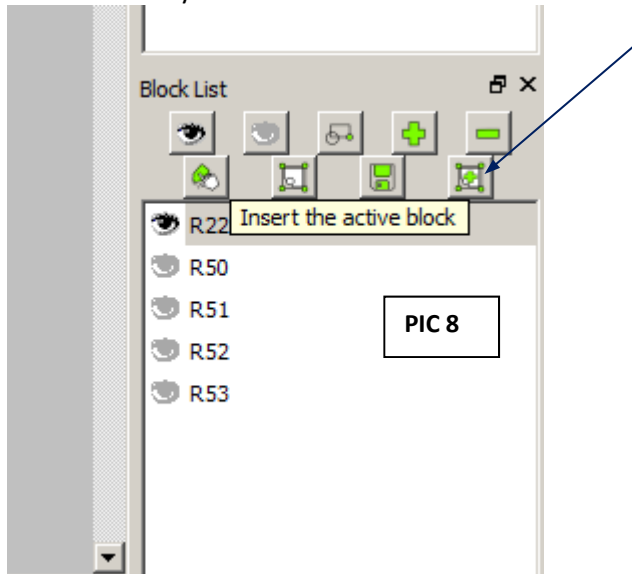 Block List
Insert the active block
R22
R50
R51
PIC 8
R52
R53